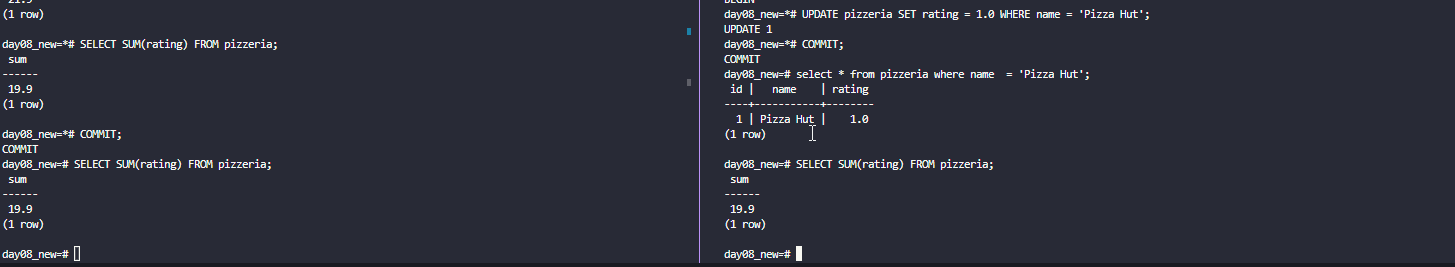 21.9
(1 row)

day08_new=*# SELECT SUM(rating) FROM pizzeria;
 sum
------
 19.9
(1 row)

day08_new=*# COMMIT;
COMMIT
day08_new=# SELECT SUM(rating) FROM pizzeria;
 sum
------
 19.9
(1 row)

day08_new=#
BEGIN
day08_new=*# UPDATE pizzeria SET rating = 1.0 WHERE name = 'Pizza Hut';
UPDATE 1
day08_new=*# COMMIT;
COMMIT
day08_new=# select * from pizzeria where name  = 'Pizza Hut';
 id |   name    | rating
----+-----------+--------
  1 | Pizza Hut |    1.0
(1 row)

day08_new=# SELECT SUM(rating) FROM pizzeria;
 sum
------
 19.9
(1 row)

day08_new=#